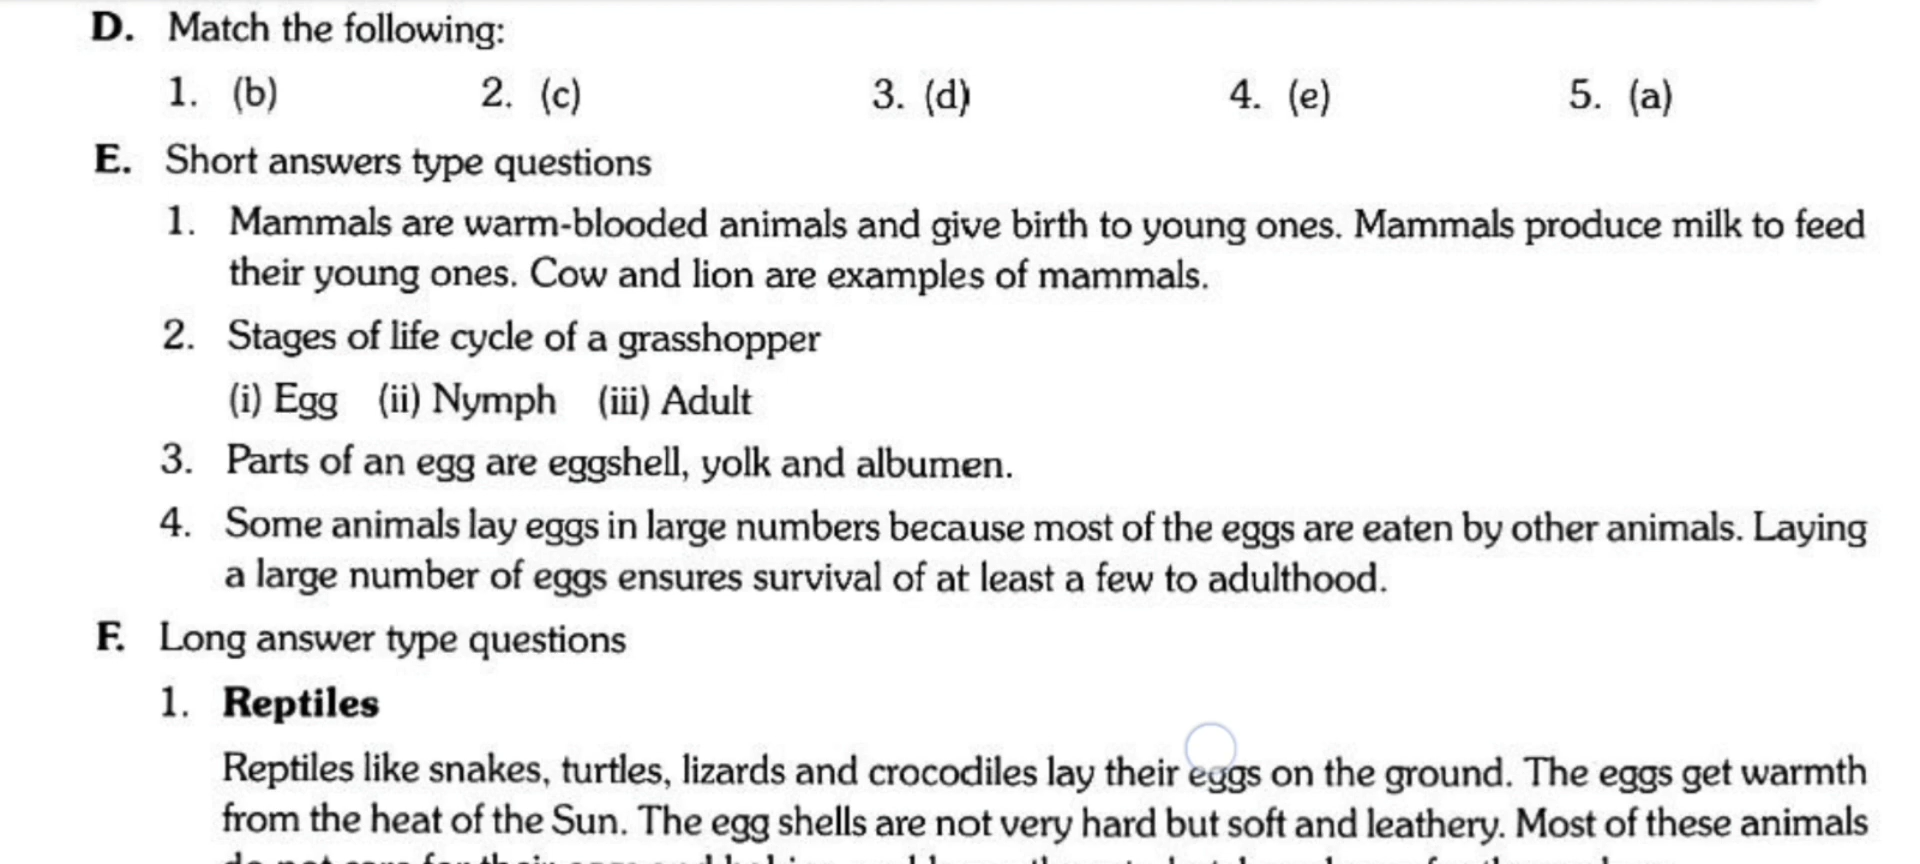 D. Match the following:
1. (b) 2. (c) 3. (d) 4. (e) 5. (a)
E. Short answers type questions
1. Mammals are warm-blooded animals and give birth to young ones. Mammals produce milk to feed
their young ones. Cow and lion are examples of mammals.
2. Stages of life cycle of a grasshopper
(i) Egg (ii) Nymph (iii) Adult
3. Parts of an egg are eggshell, yolk and albumen.
4. Some animals lay eggs in large numbers because most of the eggs are eaten by other animals. Laying
a large number of eggs ensures survival of at least a few to adulthood.
F. Long answer type questions
1. Reptiles
Reptiles like snakes, turtles, lizards and crocodiles lay their eggs on the ground. The eggs get warmth
from the heat of the Sun. The egg shells are not very hard but soft and leathery. Most of these animals